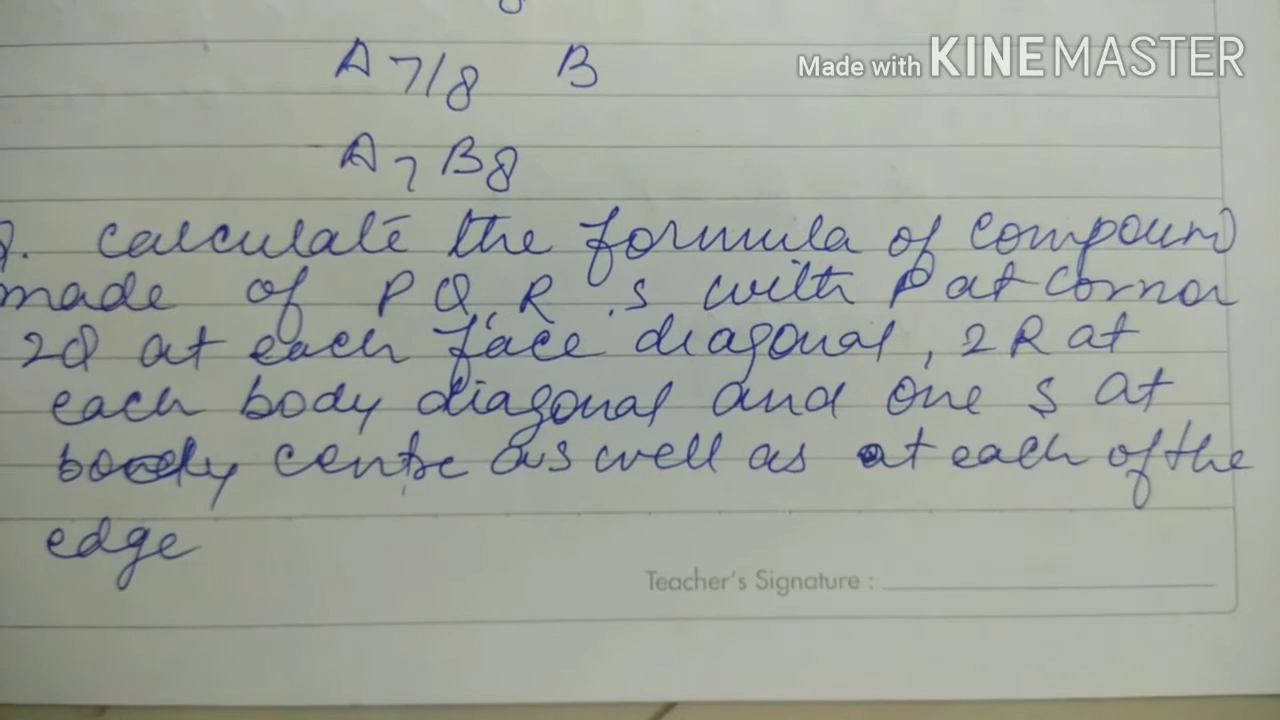 Made with KINEMASTER
A 7/8 B
A7 B8
Q. calculate the formula of compound
made of P Q, R, S with P at corner
2Q at each face diagonal, 2R at
each body diagonal and one S at
body centre as well as at each of the
edge
Teacher's Signature :